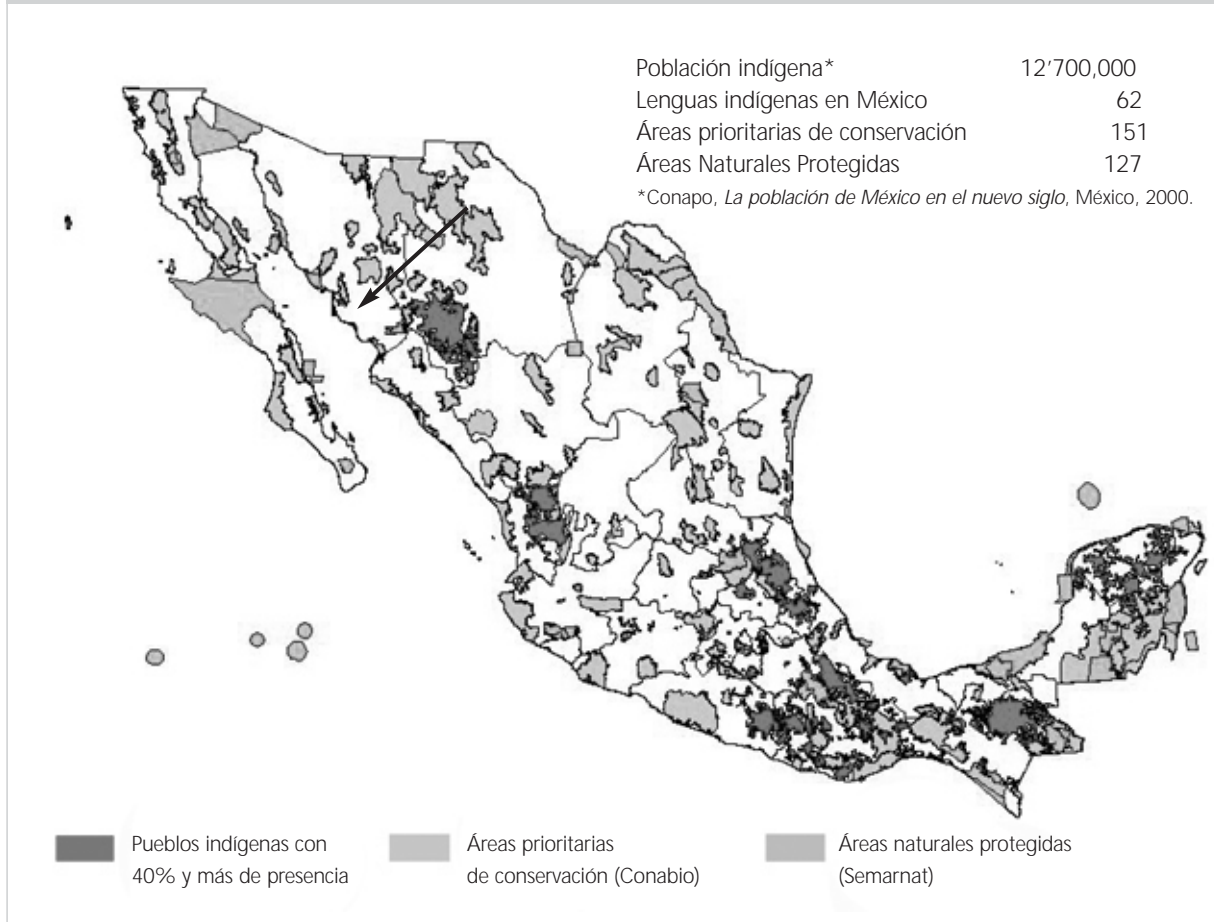 Población indígena* 12'700,000
Lenguas indígenas en México 62
Áreas prioritarias de conservación 151
Áreas Naturales Protegidas 127
*Conapo, La población de México en el nuevo siglo, México, 2000.
Pueblos indígenas con
40% y más de presencia
Áreas prioritarias
de conservación (Conabio)
Áreas naturales protegidas
(Semarnat)